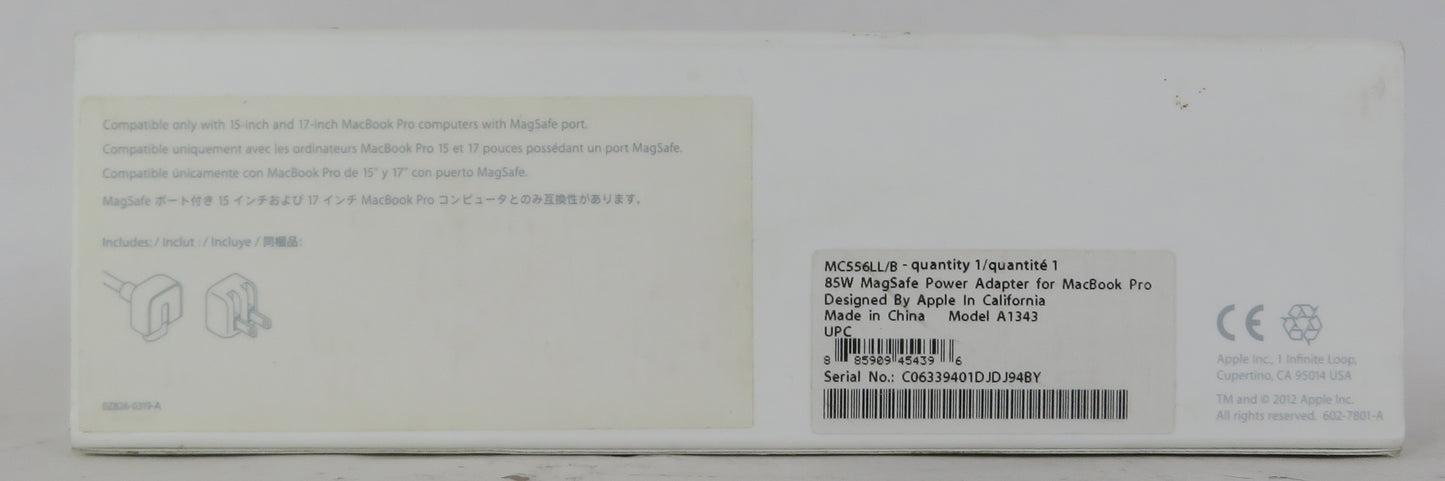 Compatible only with 15-inch and 17-inch MacBook Pro computers with MagSafe port.
Compatible uniquement avec les ordinateurs MacBook Pro 15 et 17 pouces possédant un port MagSafe.
Compatible únicamente con MacBook Pro de 15" y 17" con puerto MagSafe.
MagSafe ポート付き 15 インチおよび 17 インチ MacBook Pro コンピュータとのみ互換性があります。
Includes: / Inclut : / Incluye / 同梱品:
0Z826-0319-A
MC556LL/B - quantity 1/quantité 1
85W MagSafe Power Adapter for MacBook Pro
Designed By Apple In California
Made in China Model A1343
UPC
8 85909 45439 6
Serial No.: C06339401DJDJ94BY
CE
Apple Inc., 1 Infinite Loop,
Cupertino, CA 95014 USA
TM and © 2012 Apple Inc.
All rights reserved. 602-7801-A